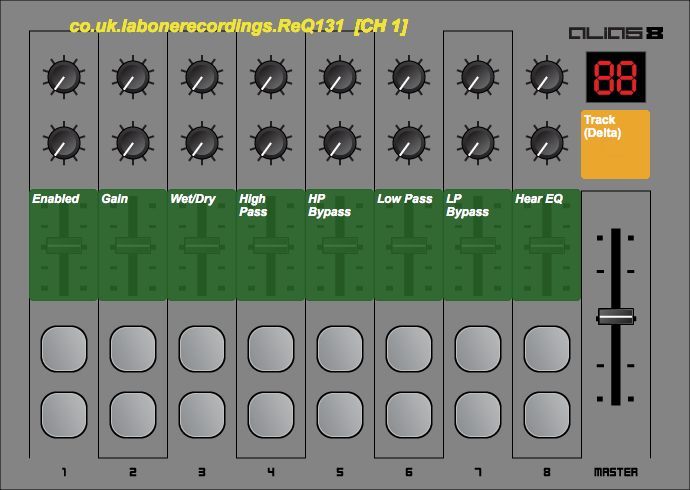 co.uk.labonerecordings.ReQ131 [CH 1]
ALIAS 8
88
Track
(Delta)
Enabled Gain Wet/Dry High Pass HP Bypass Low Pass LP Bypass Hear EQ
1 2 3 4 5 6 7 8 MASTER